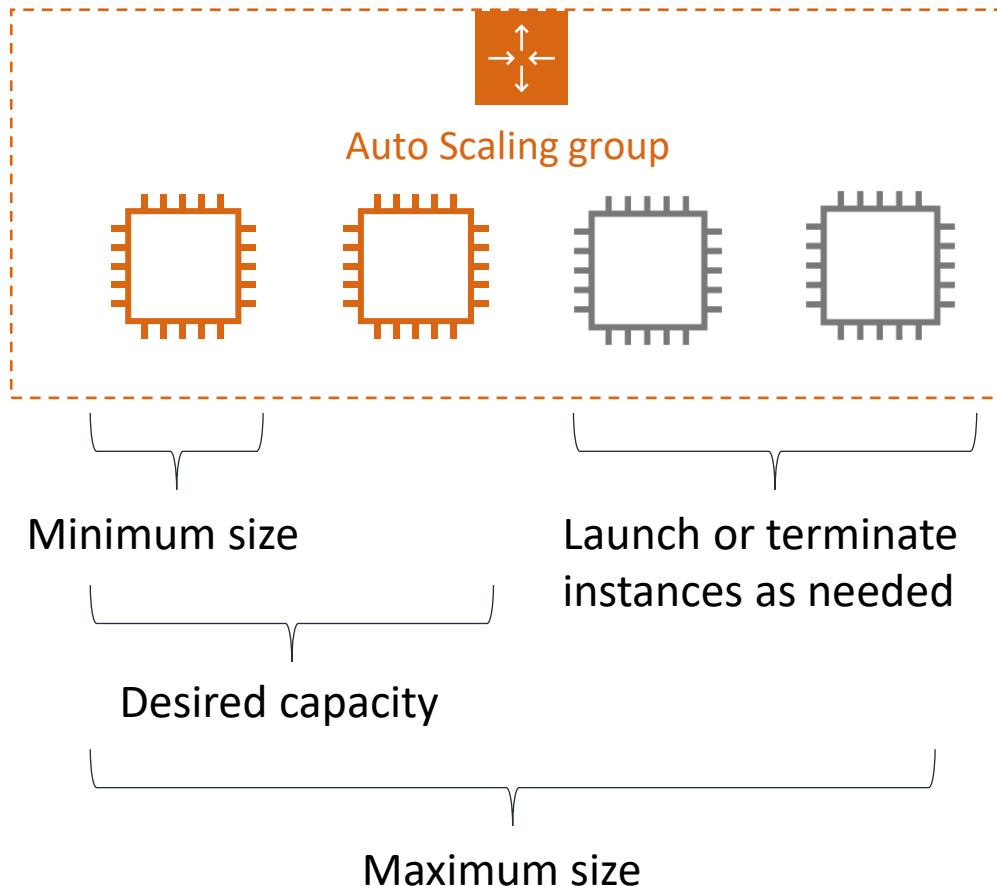 Auto Scaling group
Minimum size
Launch or terminate
instances as needed
Desired capacity
Maximum size